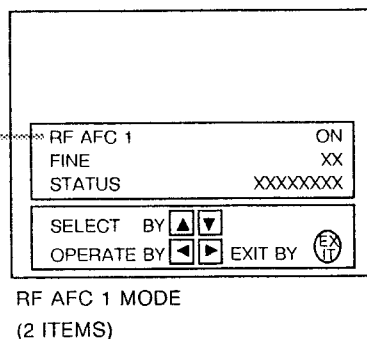 RF AFC 1 ON
FINE XX
STATUS XXXXXXXX
SELECT BY ▲ ▼
OPERATE BY ◄ ► EXIT BY EXIT
RF AFC 1 MODE
(2 ITEMS)